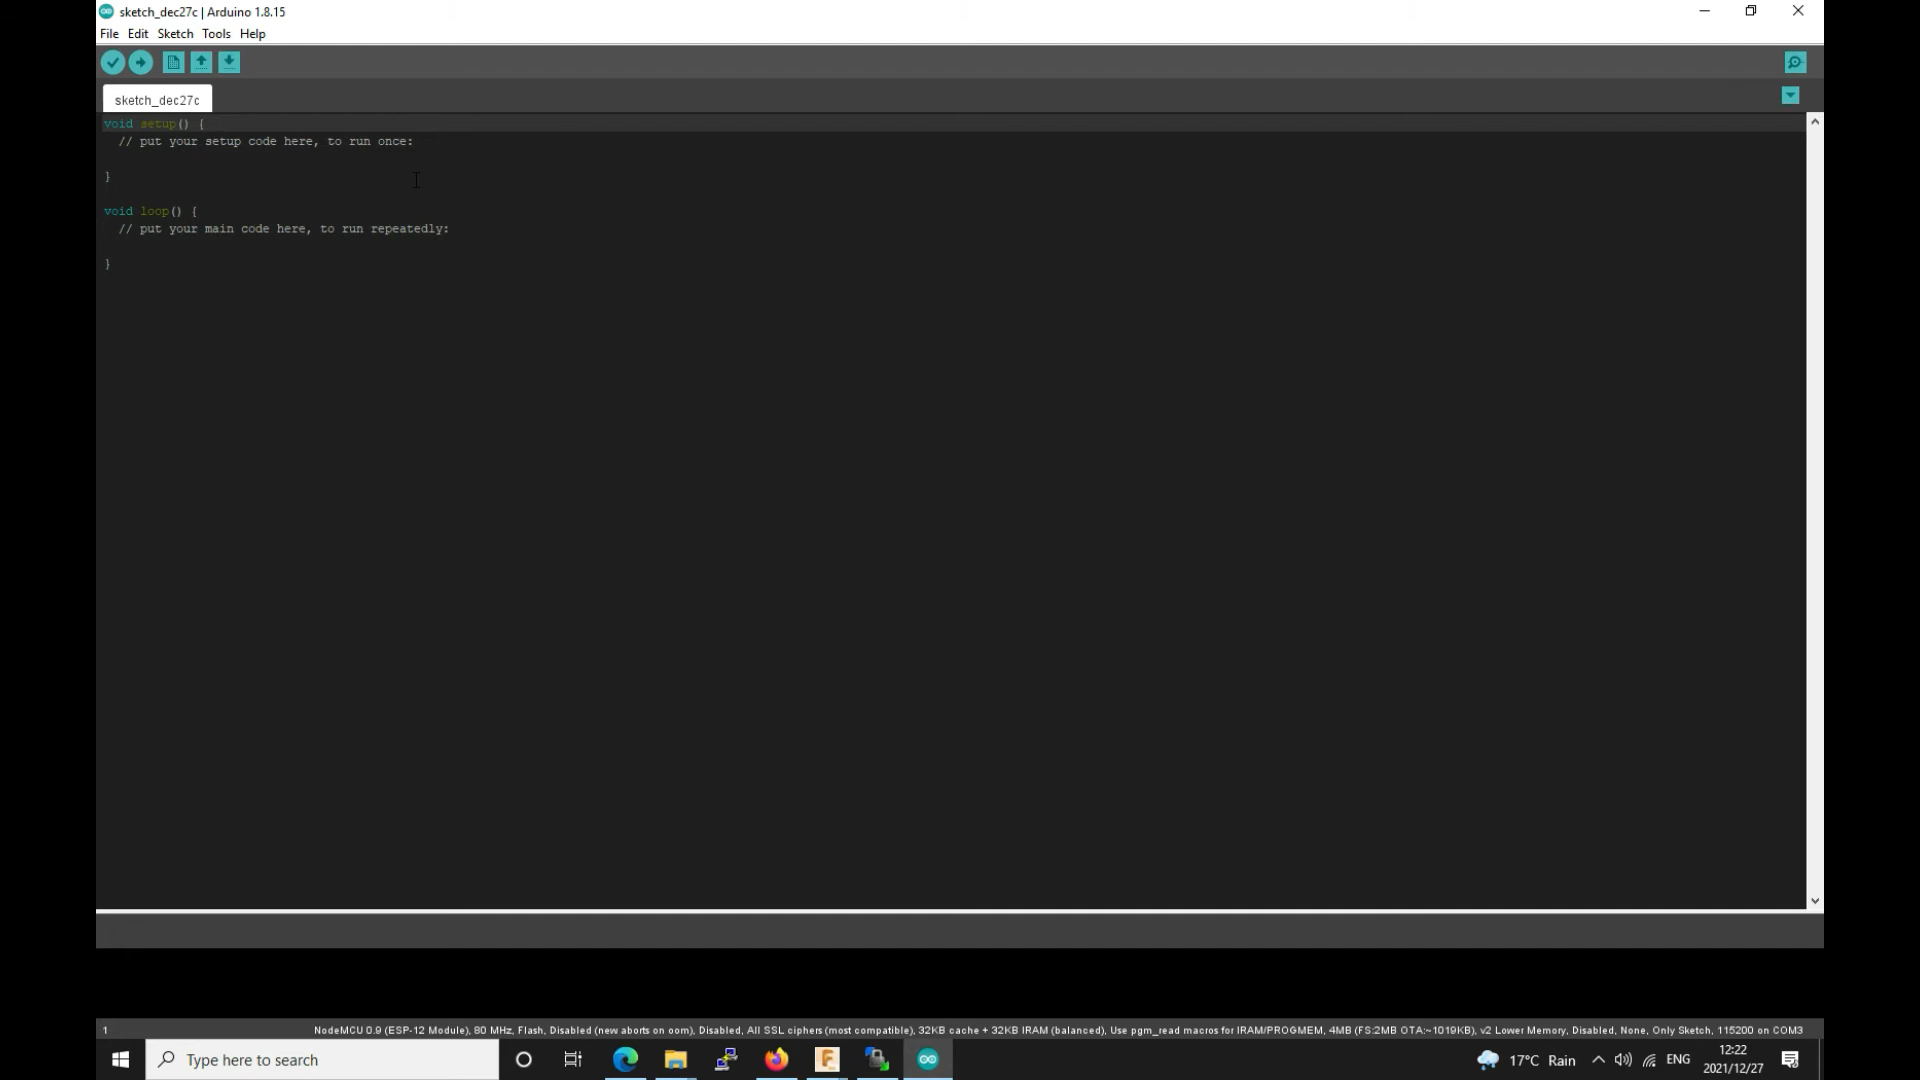 sketch_dec27c | Arduino 1.8.15
File Edit Sketch Tools Help
sketch_dec27c
void setup() {
// put your setup code here, to run once:
}
void loop() {
// put your main code here, to run repeatedly:
}
1 NodeMCU 0.9 (ESP-12 Module), 80 MHz, Flash, Disabled (new aborts on oom), Disabled, All SSL ciphers (most compatible), 32KB cache + 32KB IRAM (balanced), Use pgm_read macros for IRAM/PROGMEM, 4MB (FS:2MB OTA:~1019KB), v2 Lower Memory, Disabled, None, Only Sketch, 115200 on COM3
Type here to search
17°C Rain
ENG
12:22
2021/12/27